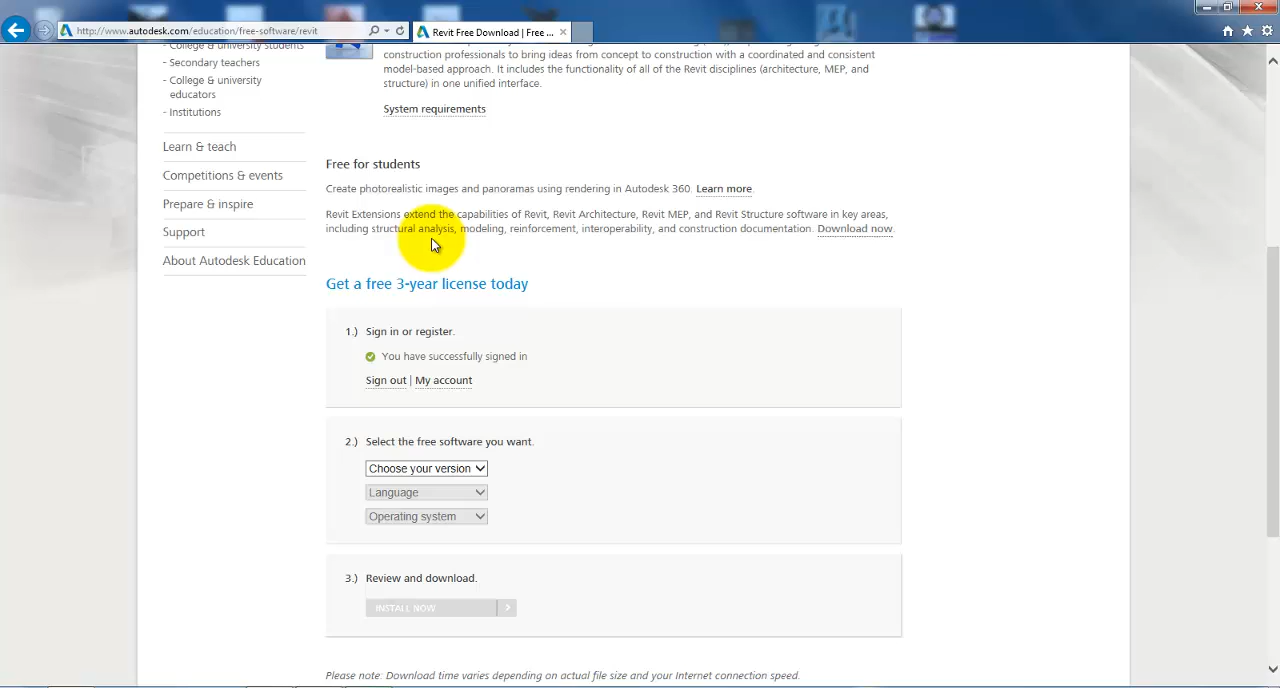 http://www.autodesk.com/education/free-software/revit
Revit Free Download | Free ...
- College & university students
- Secondary teachers
- College & university
educators
- Institutions
Learn & teach
Competitions & events
Prepare & inspire
Support
About Autodesk Education
construction professionals to bring ideas from concept to construction with a coordinated and consistent
model-based approach. It includes the functionality of all of the Revit disciplines (architecture, MEP, and
structure) in one unified interface.
System requirements
Free for students
Create photorealistic images and panoramas using rendering in Autodesk 360. Learn more.
Revit Extensions extend the capabilities of Revit, Revit Architecture, Revit MEP, and Revit Structure software in key areas,
including structural analysis, modeling, reinforcement, interoperability, and construction documentation. Download now.
Get a free 3-year license today
1.) Sign in or register.
You have successfully signed in
Sign out | My account
2.) Select the free software you want.
Choose your version
Language
Operating system
3.) Review and download.
INSTALL NOW
Please note: Download time varies depending on actual file size and your Internet connection speed.